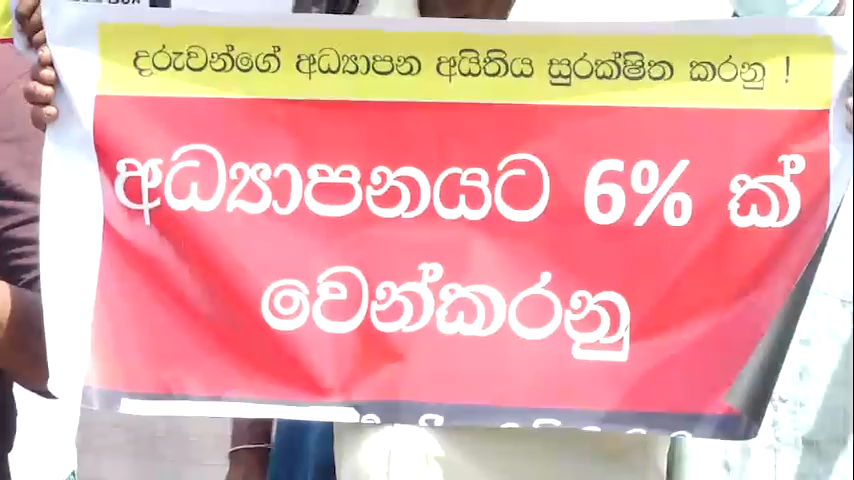 දරුවන්ගේ අධ්‍යාපන අයිතිය සුරක්ෂිත කරනු !
අධ්‍යාපනයට 6% ක්
වෙන්කරනු